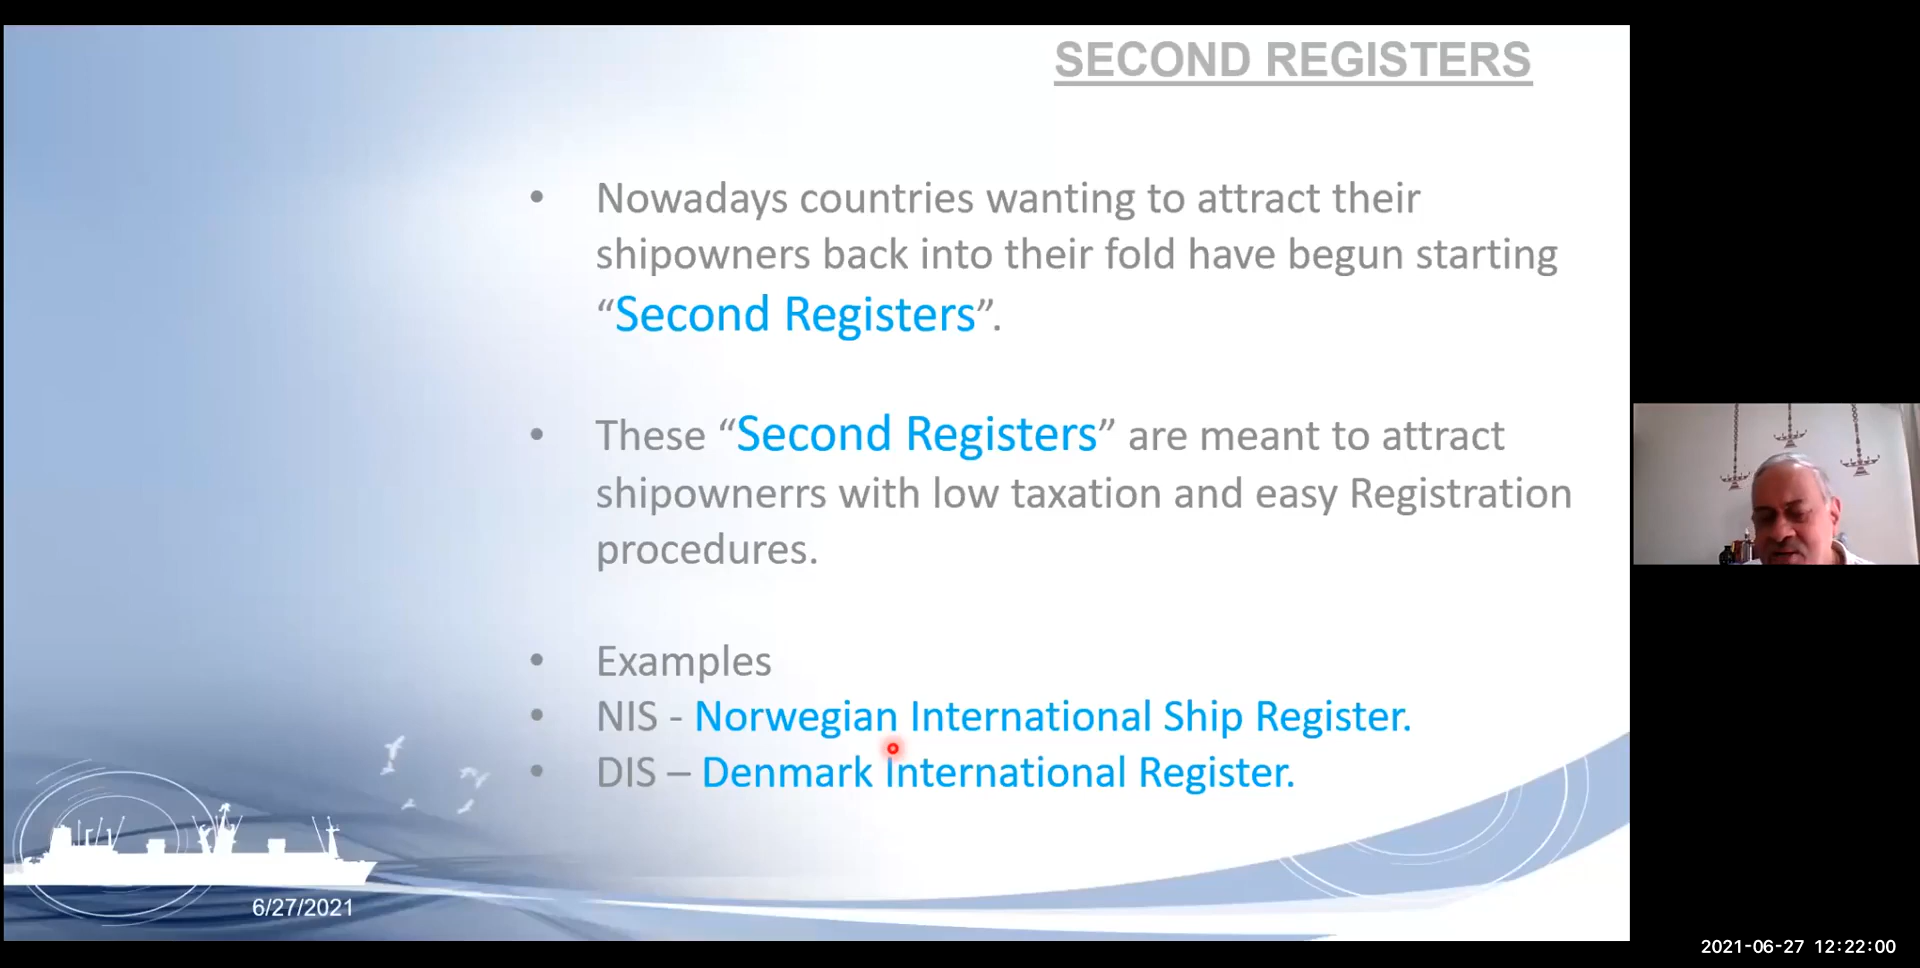 SECOND REGISTERS
• Nowadays countries wanting to attract their
shipowners back into their fold have begun starting
“Second Registers”.
• These “Second Registers” are meant to attract
shipownerrs with low taxation and easy Registration
procedures.
• Examples
• NIS - Norwegian International Ship Register.
• DIS – Denmark International Register.
6/27/2021
2021-06-27 12:22:00